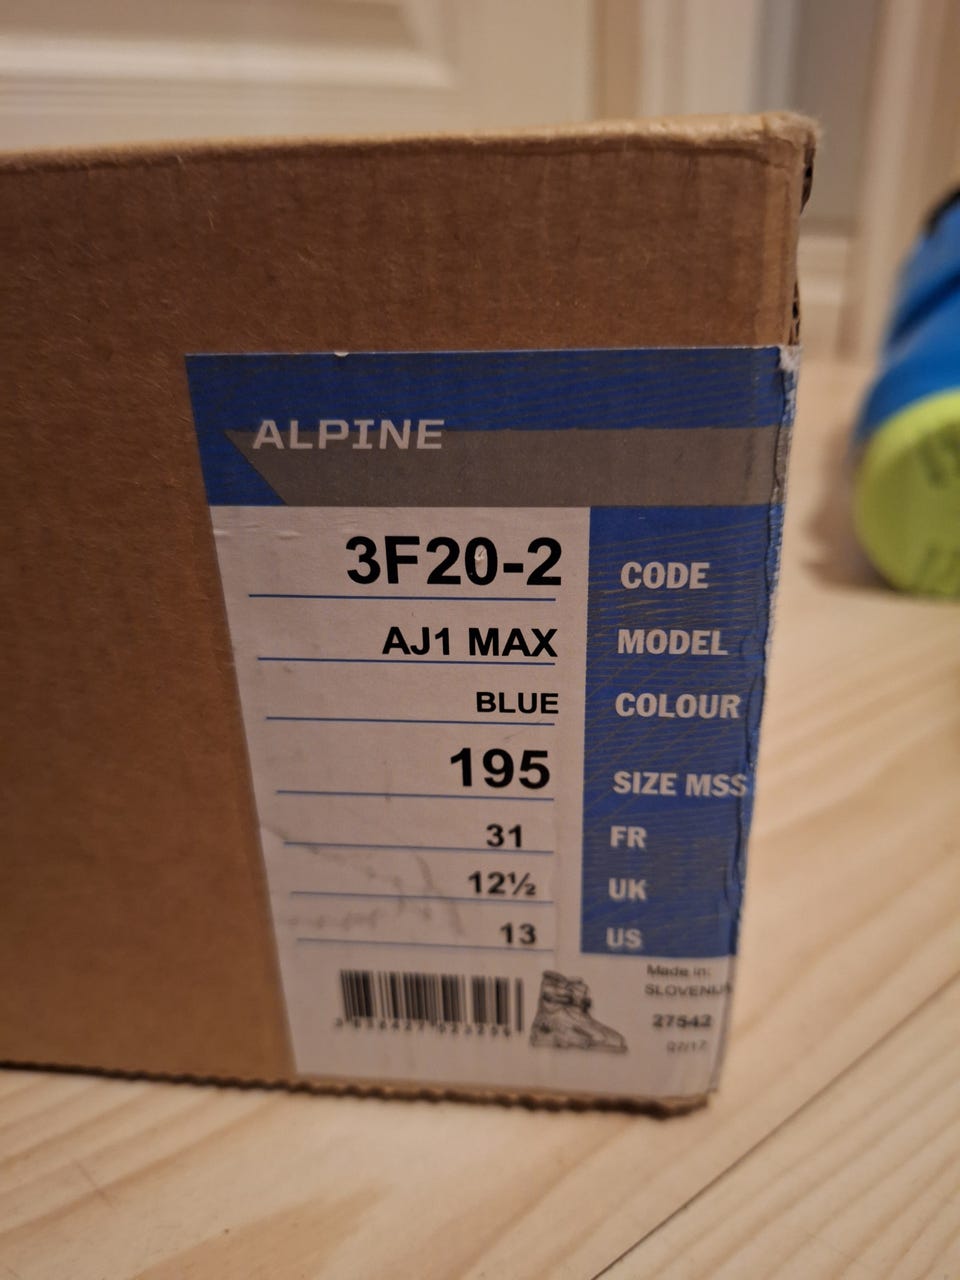 ALPINE
3F20-2 CODE
AJ1 MAX MODEL
BLUE COLOUR
195 SIZE MSS
31 FR
12½ UK
13 US
Made in:
27542